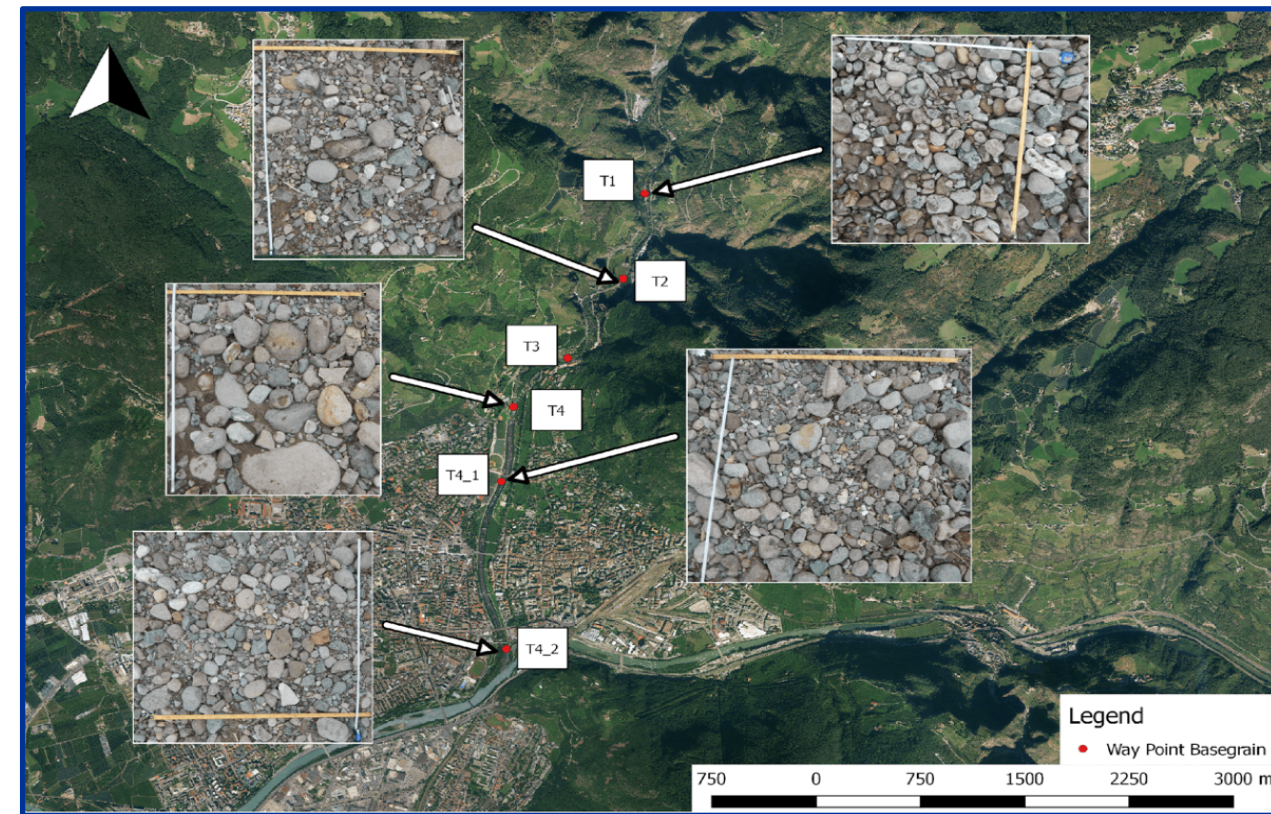 T1
T2
T3
T4
T4_1
T4_2
Legend
Way Point Basegrain
750 0 750 1500 2250 3000 m